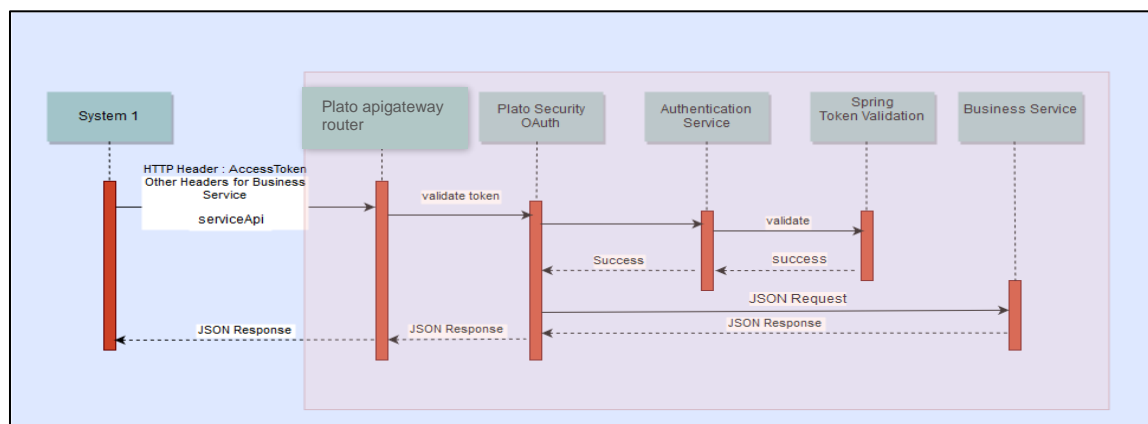 System 1
Plato apigateway
router
Plato Security
OAuth
Authentication
Service
Spring
Token Validation
Business Service
HTTP Header : AccessToken
Other Headers for Business
Service
serviceApi
validate token
validate
Success
success
JSON Request
JSON Response
JSON Response
JSON Response